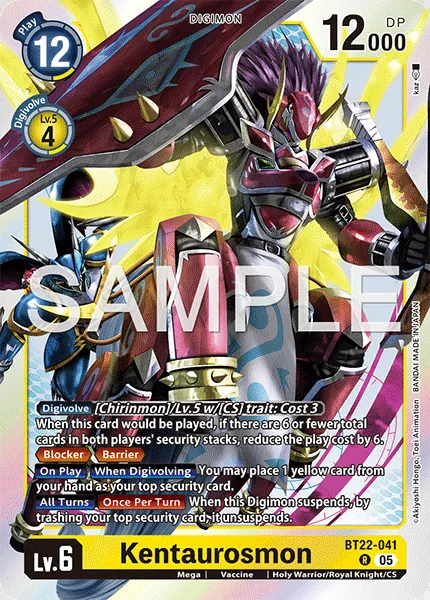 Play
12
DIGIMON
12000
DP
Digivolve
Lv.5
4
kaz
SAMPLE
Digivolve [Chirinmon]/Lv.5 w/[CS] trait: Cost 3
When this card would be played, if there are 6 or fewer total
cards in both players' security stacks, reduce the play cost by 6.
Blocker Barrier
On Play When Digivolving You may place 1 yellow card from
your hand as your top security card.
All Turns Once Per Turn When this Digimon suspends, by
trashing your top security card, it unsuspends.
©Akiyoshi Hongo, Toei Animation BANDAI MADE IN JAPAN
BT22-041
Lv.6
Kentaurosmon
R 05
Mega Vaccine Holy Warrior/Royal Knight/CS